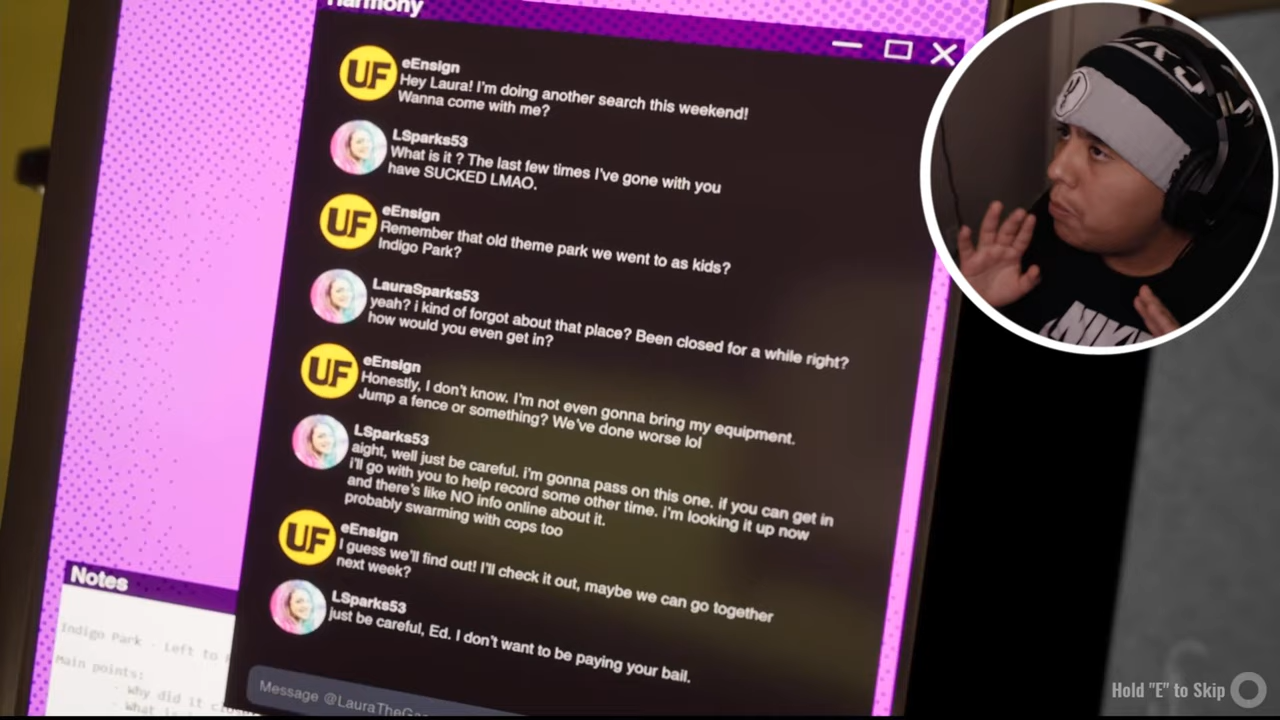 Harmony
UF
eEnsign
Hey Laura! I'm doing another search this weekend!
Wanna come with me?
LSparks53
What is it ? The last few times I've gone with you
have SUCKED LMAO.
UF
eEnsign
Remember that old theme park we went to as kids?
Indigo Park?
LauraSparks53
yeah? i kind of forgot about that place? Been closed for a while right?
how would you even get in?
UF
eEnsign
Honestly, I don't know. I'm not even gonna bring my equipment.
Jump a fence or something? We've done worse lol
LSparks53
aight, well just be careful. i'm gonna pass on this one. if you can get in
i'll go with you to help record some other time. i'm looking it up now
and there's like NO info online about it.
probably swarming with cops too
UF
eEnsign
I guess we'll find out! I'll check it out, maybe we can go together
next week?
LSparks53
just be careful, Ed. I don't want to be paying your bail.
Message @LauraTheGa
Notes
Indigo Park - Left to
Main points:
- Why did it
- What is
NIKE
Hold "E" to Skip